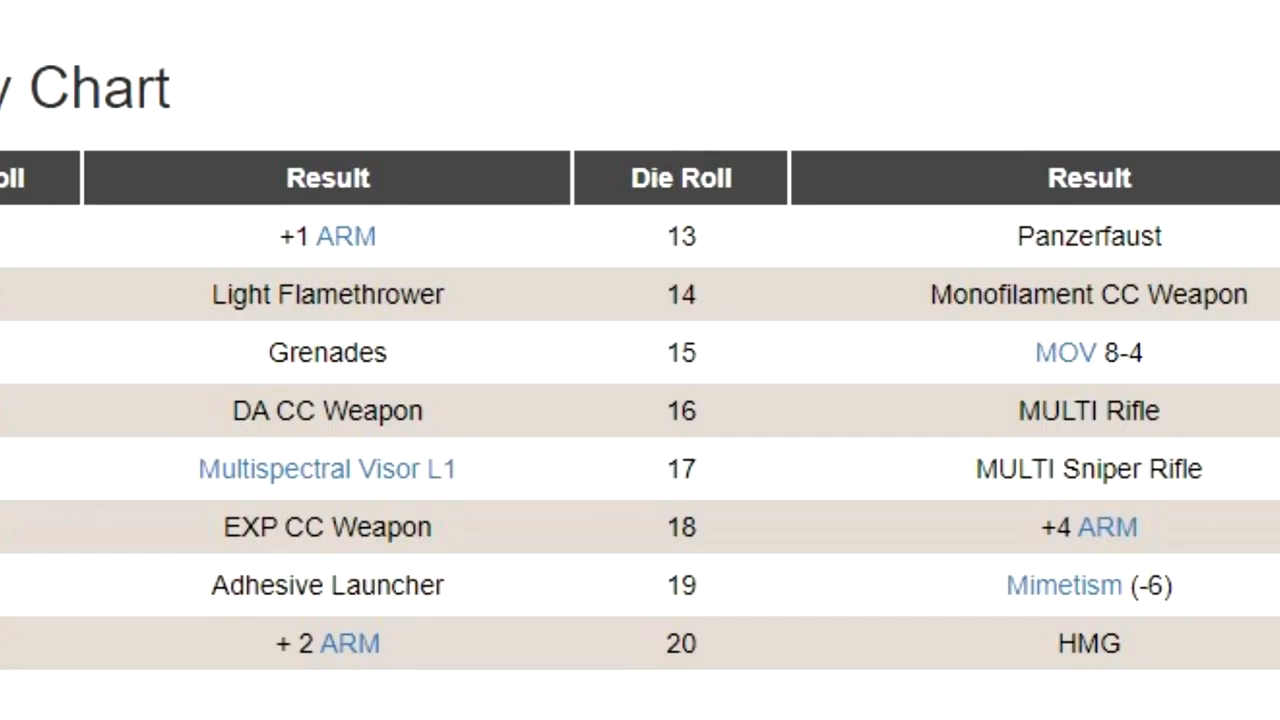 Chart
Result Die Roll Result
+1 ARM 13 Panzerfaust
Light Flamethrower 14 Monofilament CC Weapon
Grenades 15 MOV 8-4
DA CC Weapon 16 MULTI Rifle
Multispectral Visor L1 17 MULTI Sniper Rifle
EXP CC Weapon 18 +4 ARM
Adhesive Launcher 19 Mimetism (-6)
+ 2 ARM 20 HMG